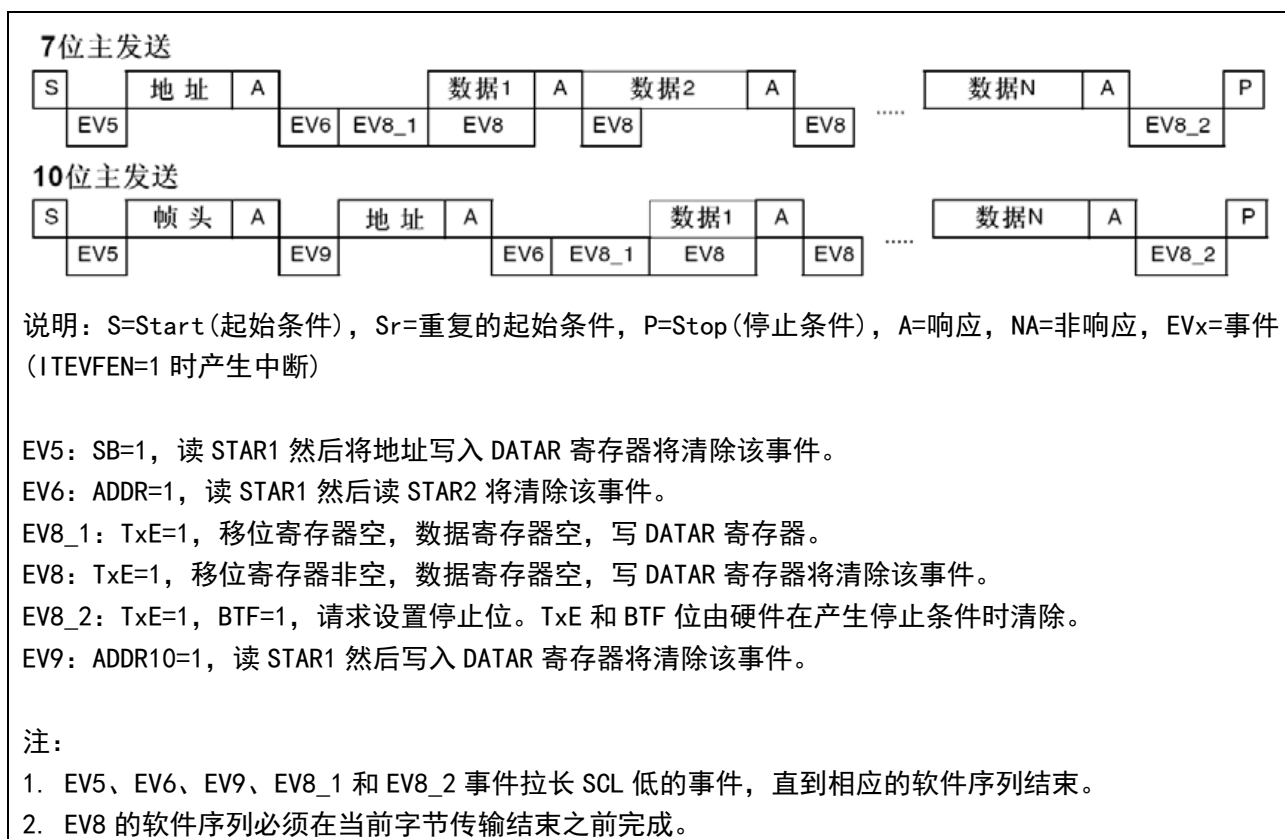 7位主发送
S 地 址 A 数据1 A 数据2 A ..... 数据N A P
EV5 EV6 EV8_1 EV8 EV8 EV8 EV8_2
10位主发送
S 帧 头 A 地 址 A 数据1 A ..... 数据N A P
EV5 EV9 EV6 EV8_1 EV8 EV8 EV8_2
说明：S=Start(起始条件)，Sr=重复的起始条件，P=Stop(停止条件)，A=响应，NA=非响应，EVx=事件
(ITEVFEN=1 时产生中断)
EV5：SB=1，读 STAR1 然后将地址写入 DATAR 寄存器将清除该事件。
EV6：ADDR=1，读 STAR1 然后读 STAR2 将清除该事件。
EV8_1：TxE=1，移位寄存器空，数据寄存器空，写 DATAR 寄存器。
EV8：TxE=1，移位寄存器非空，数据寄存器空，写 DATAR 寄存器将清除该事件。
EV8_2：TxE=1，BTF=1，请求设置停止位。TxE 和 BTF 位由硬件在产生停止条件时清除。
EV9：ADDR10=1，读 STAR1 然后写入 DATAR 寄存器将清除该事件。
注：
1. EV5、EV6、EV9、EV8_1 和 EV8_2 事件拉长 SCL 低的事件，直到相应的软件序列结束。
2. EV8 的软件序列必须在当前字节传输结束之前完成。